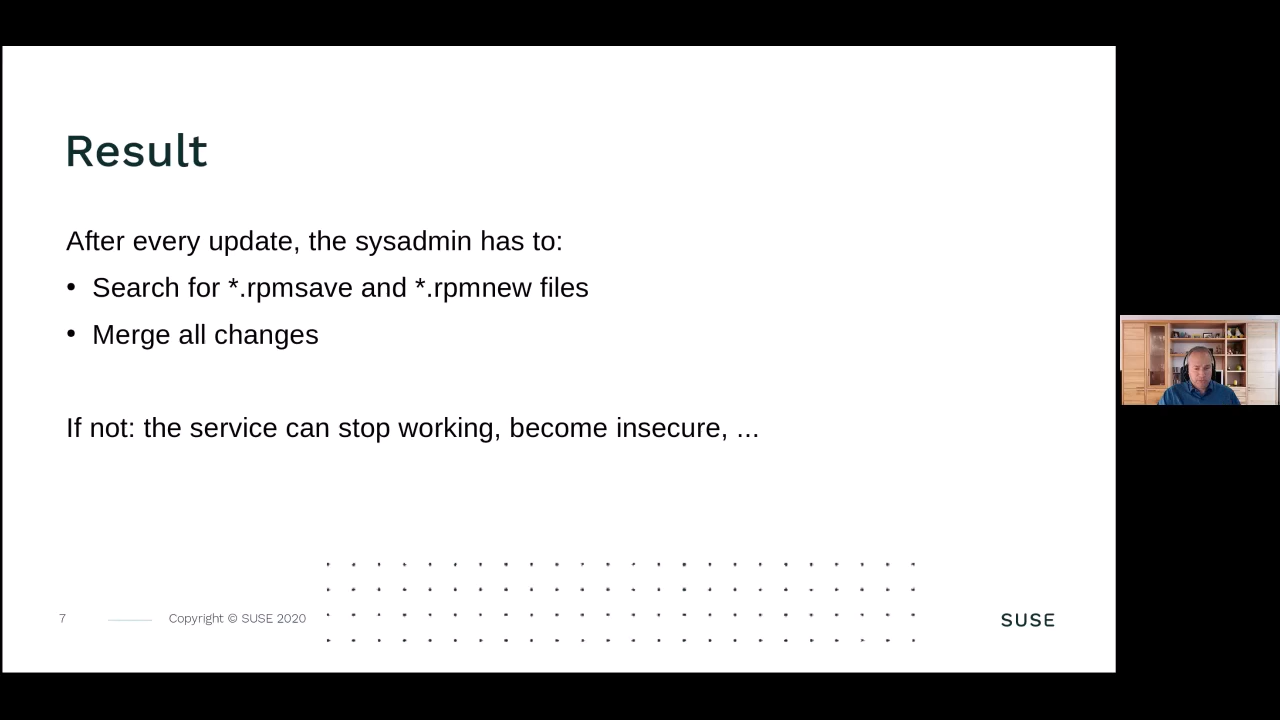 Result
After every update, the sysadmin has to:
• Search for *.rpmsave and *.rpmnew files
• Merge all changes
If not: the service can stop working, become insecure, ...
7
Copyright © SUSE 2020
SUSE